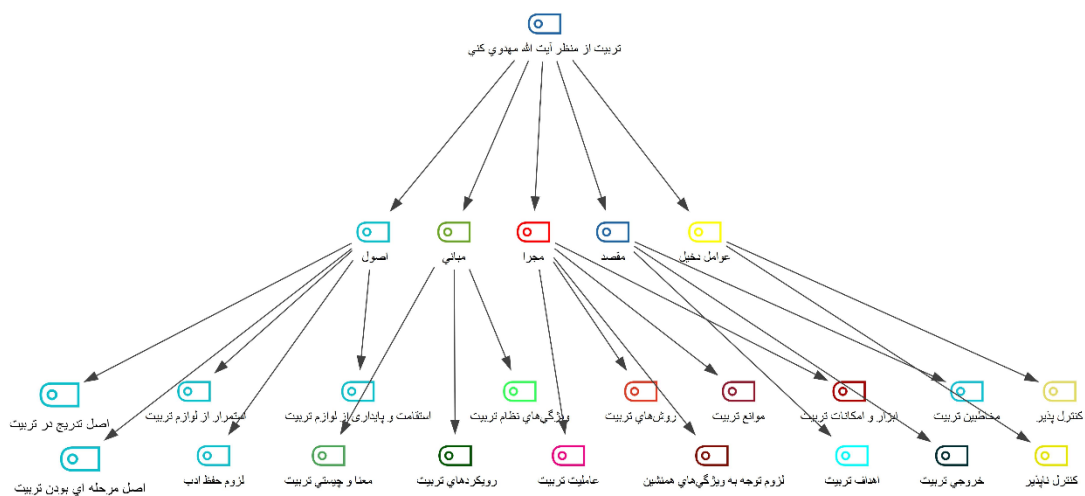 تربيت از منظر آيت الله مهدوي كني
عوامل دخيل
مقصد
مجرا
مباني
اصول
كنترل پذير
مخاطبين تربيت
ابزار و امكانات تربيت
موانع تربيت
روش‌هاي تربيت
ويژگي‌هاي نظام تربيت
استقامت و پايداري از لوازم تربيت
استمرار از لوازم تربيت
اصل تدريج در تربيت
كنترل ناپذير
خروجي تربيت
اهداف تربيت
لزوم توجه به ويژگي‌هاي همنشين
عامليت تربيت
رويكردهاي تربيت
معنا و چيستي تربيت
لزوم حفظ ادب
اصل مرحله اي بودن تربيت